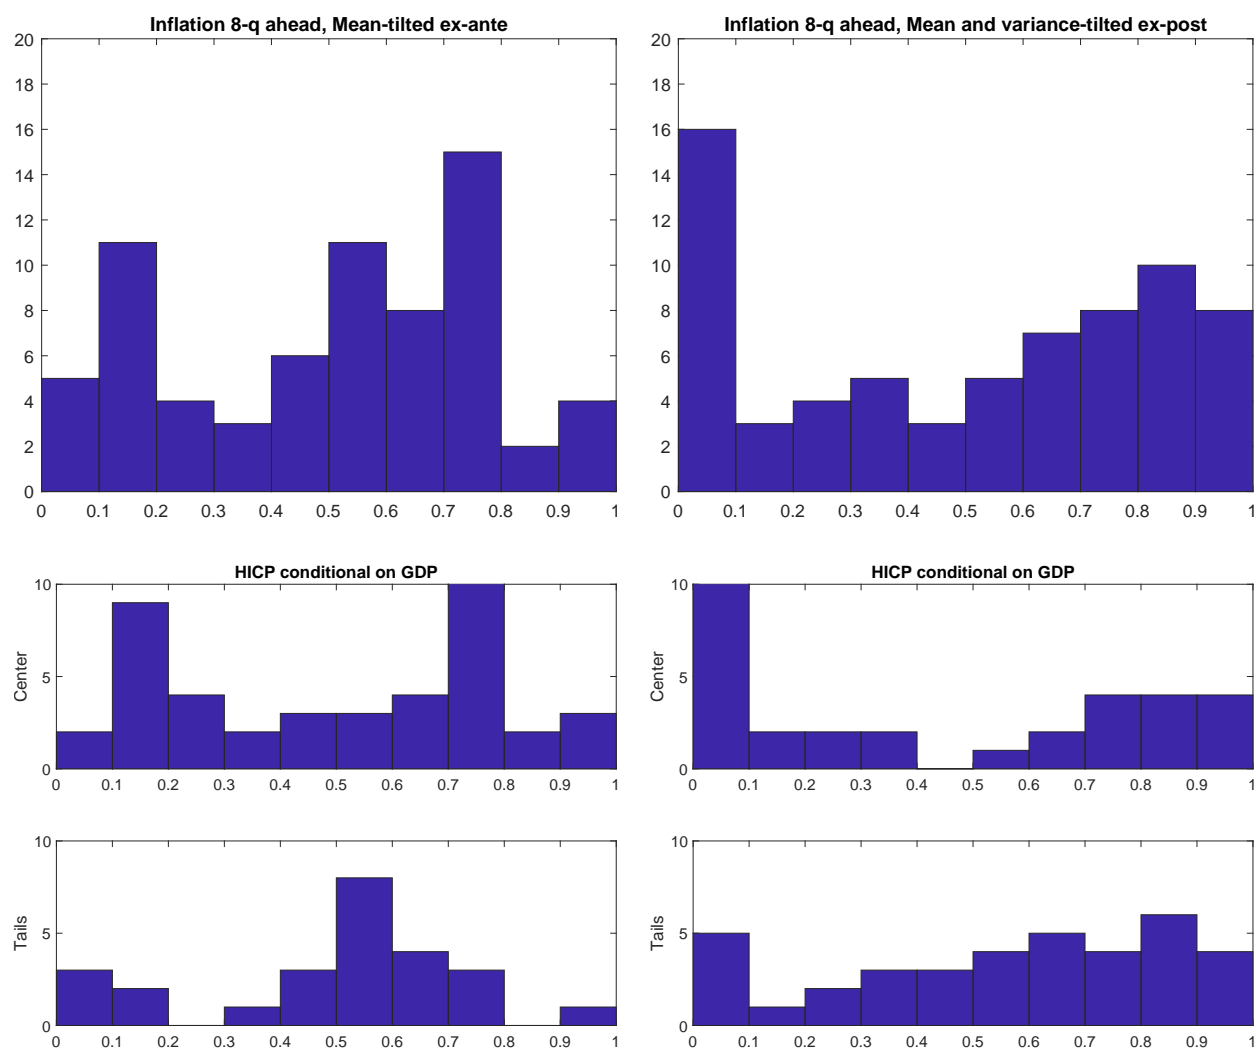 Inflation 8-q ahead, Mean-tilted ex-ante
20
18
16
14
12
10
8
6
4
2
0
0 0.1 0.2 0.3 0.4 0.5 0.6 0.7 0.8 0.9 1
Inflation 8-q ahead, Mean and variance-tilted ex-post
20
18
16
14
12
10
8
6
4
2
0
0 0.1 0.2 0.3 0.4 0.5 0.6 0.7 0.8 0.9 1
HICP conditional on GDP
Center
10
5
0
0 0.1 0.2 0.3 0.4 0.5 0.6 0.7 0.8 0.9 1
HICP conditional on GDP
Center
10
5
0
0 0.1 0.2 0.3 0.4 0.5 0.6 0.7 0.8 0.9 1
Tails
10
5
0
0 0.1 0.2 0.3 0.4 0.5 0.6 0.7 0.8 0.9 1
Tails
10
5
0
0 0.1 0.2 0.3 0.4 0.5 0.6 0.7 0.8 0.9 1